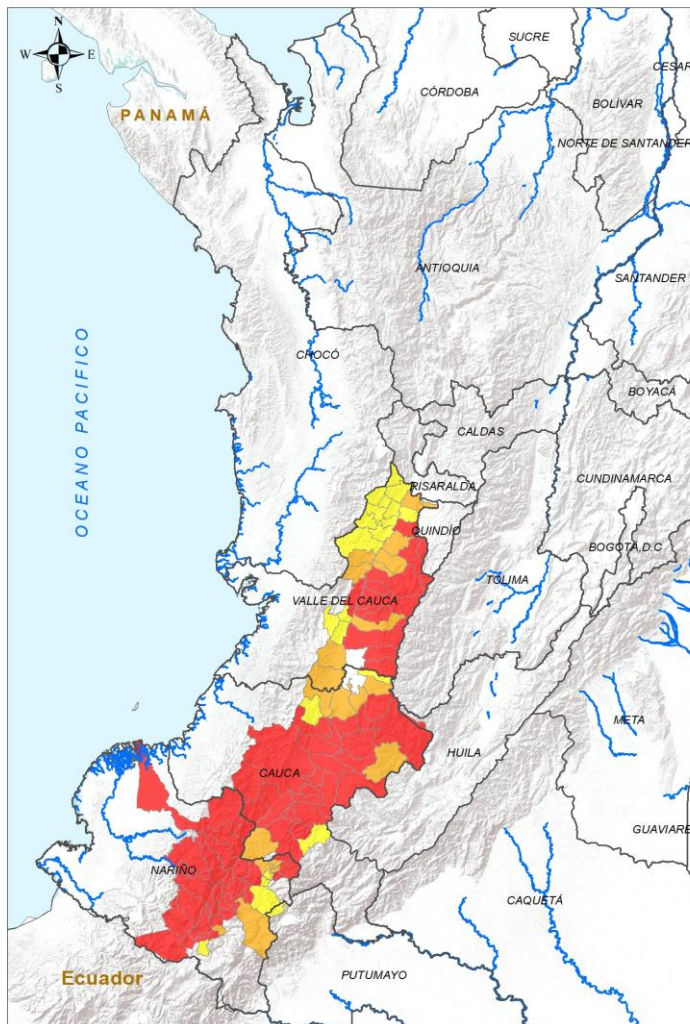 N
W
E
S
SUCRE
CESAR
CÓRDOBA
BOLÍVAR
PANAMÁ
NORTE DE SANTANDER
ANTIOQUIA
SANTANDER
OCEANO PACIFICO
CHOCÓ
BOYACÁ
CALDAS
CUNDINAMARCA
RISARALDA
QUINDÍO
BOGOTÁ,D.C
TOLIMA
VALLE DEL CAUCA
META
HUILA
CAUCA
GUAVIARE
NARIÑO
CAQUETÁ
Ecuador
PUTUMAYO